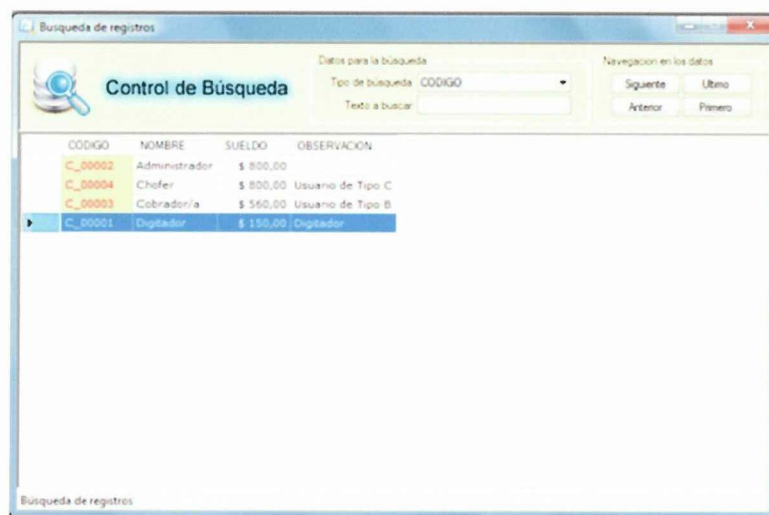 Busqueda de registros
Datos para la búsqueda
Navegacion en los datos
Control de Búsqueda
Tipo de búsqueda CODIGO
Siguiente Ultimo
Texto a buscar
Anterior Primero
CODIGO NOMBRE SUELDO OBSERVACION
C_00002 Administrador $ 800,00
C_00004 Chofer $ 800,00 Usuario de Tipo C
C_00003 Cobrador/a $ 560,00 Usuario de Tipo B
C_00001 Digitador $ 150,00 Digitador
Búsqueda de registros